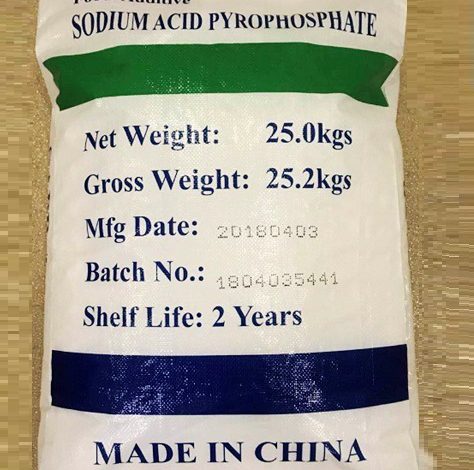 SODIUM ACID PYROPHOSPHATE
Net Weight: 25.0kgs
Gross Weight: 25.2kgs
Mfg Date: 20180403
Batch No.: 1804035441
Shelf Life: 2 Years
MADE IN CHINA